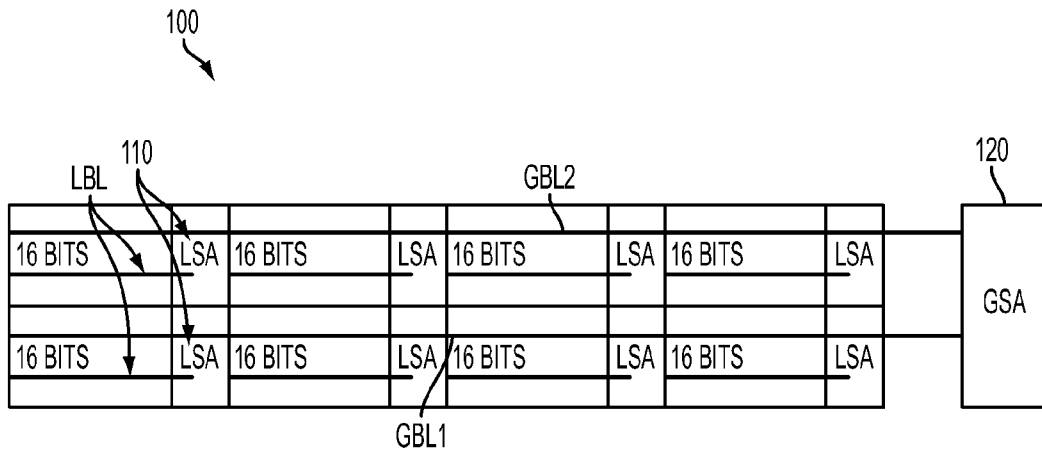 100
110
LBL
GBL2
120
16 BITS LSA 16 BITS LSA 16 BITS LSA 16 BITS LSA
GSA
16 BITS LSA 16 BITS LSA 16 BITS LSA 16 BITS LSA
GBL1